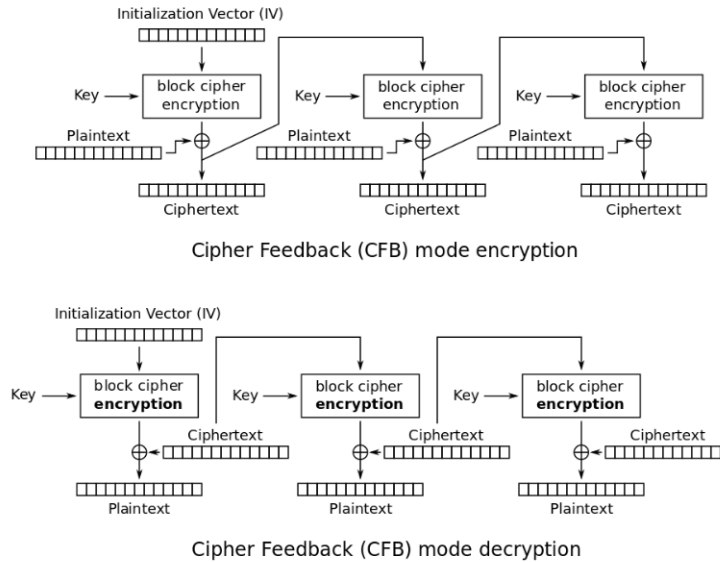 Initialization Vector (IV)
Key
block cipher
encryption
Key
block cipher
encryption
Key
block cipher
encryption
Plaintext
Plaintext
Plaintext
Ciphertext
Ciphertext
Ciphertext
Cipher Feedback (CFB) mode encryption
Initialization Vector (IV)
Key
block cipher
encryption
Key
block cipher
encryption
Key
block cipher
encryption
Ciphertext
Ciphertext
Ciphertext
Plaintext
Plaintext
Plaintext
Cipher Feedback (CFB) mode decryption